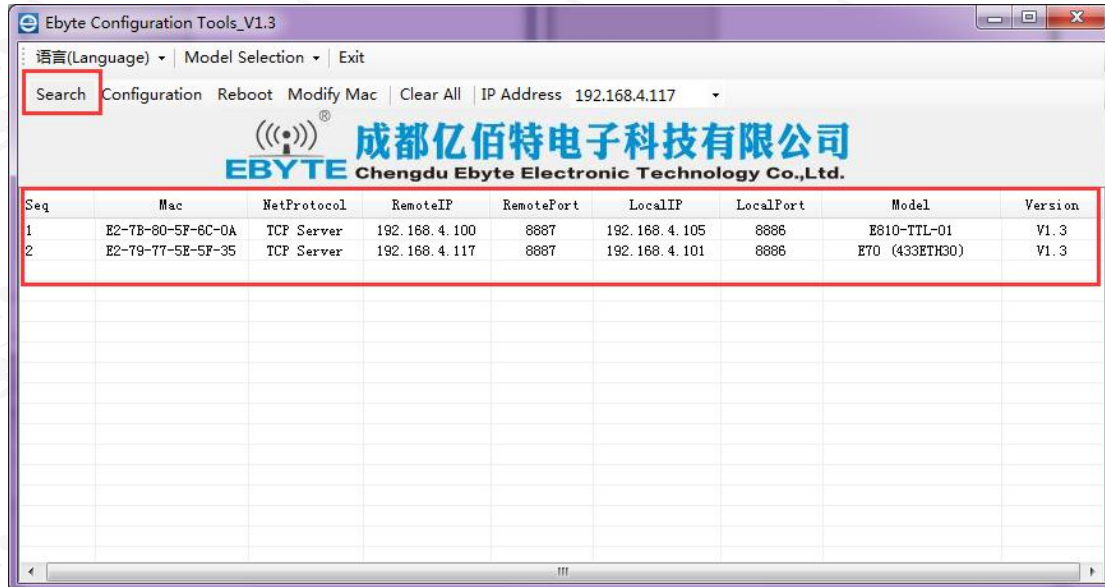 Ebyte Configuration Tools_V1.3
语言(Language) Model Selection Exit
Search Configuration Reboot Modify Mac Clear All IP Address 192.168.4.117
((( ))) ® 成都亿佰特电子科技有限公司
EBYTE Chengdu Ebyte Electronic Technology Co.,Ltd.
Seq Mac NetProtocol RemoteIP RemotePort LocalIP LocalPort Model Version
1 E2-7B-80-5F-6C-0A TCP Server 192.168.4.100 8887 192.168.4.105 8886 E810-TTL-01 V1.3
2 E2-79-77-5E-5F-35 TCP Server 192.168.4.117 8887 192.168.4.101 8886 E70 (433ETH30) V1.3